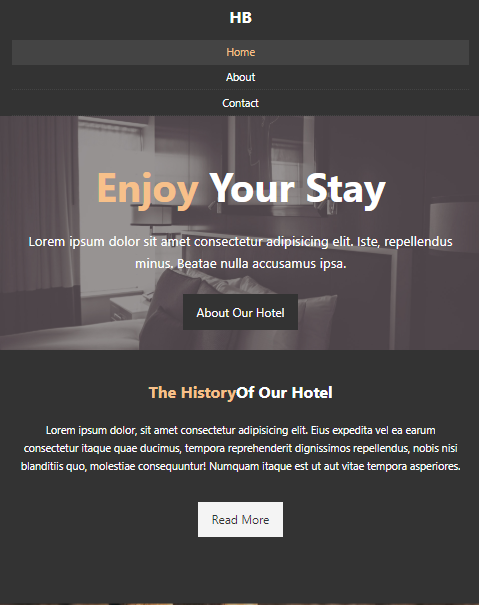 HB
Home
About
Contact
Enjoy Your Stay
Lorem ipsum dolor sit amet consectetur adipisicing elit. Iste, repellendus
minus. Beatae nulla accusamus ipsa.
About Our Hotel
The HistoryOf Our Hotel
Lorem ipsum dolor, sit amet consectetur adipisicing elit. Eius expedita vel ea earum
consectetur itaque quae ducimus, tempora reprehenderit dignissimos repellendus, nobis nisi
blanditiis quo, molestiae consequuntur! Numquam itaque est ut aut vitae tempora asperiores.
Read More